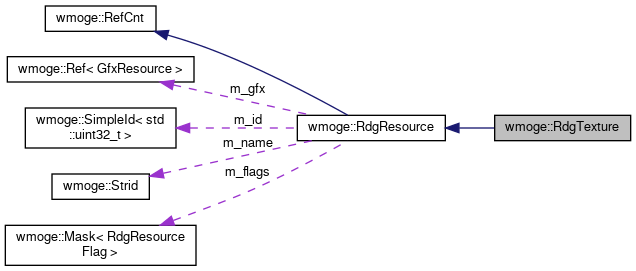 wmoge::RefCnt
wmoge::Ref< GfxResource >
m_gfx
wmoge::SimpleId< std
::uint32_t >
m_id
wmoge::RdgResource
wmoge::RdgTexture
m_name
m_flags
wmoge::Strid
wmoge::Mask< RdgResource
Flag >